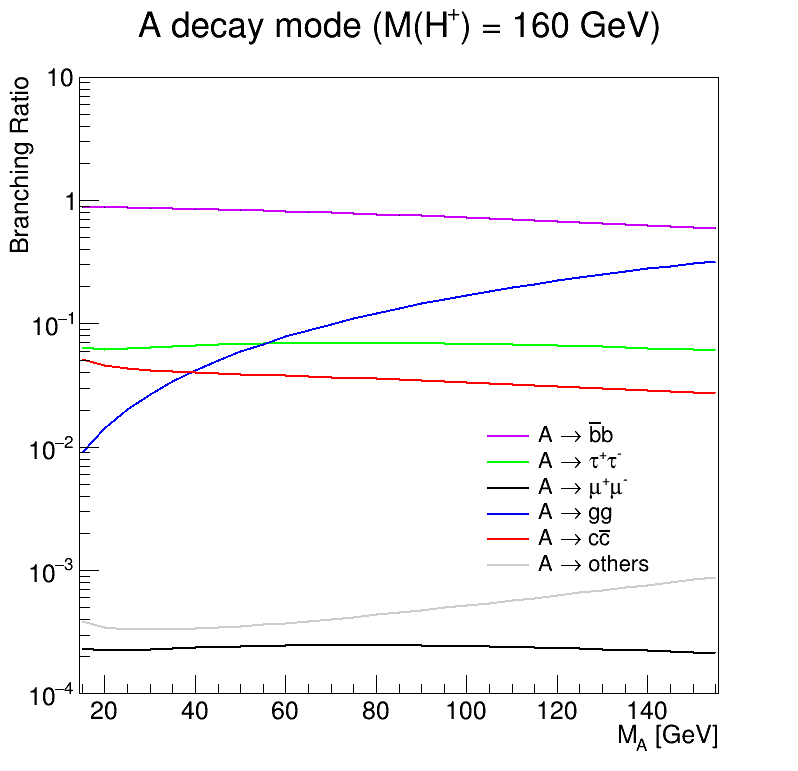 A decay mode (M(H⁺) = 160 GeV)
Branching Ratio
10
1
10⁻¹
10⁻²
10⁻³
10⁻⁴
A → b̅b
A → τ⁺τ⁻
A → μ⁺μ⁻
A → gg
A → cc̅
A → others
20 40 60 80 100 120 140
M_A [GeV]